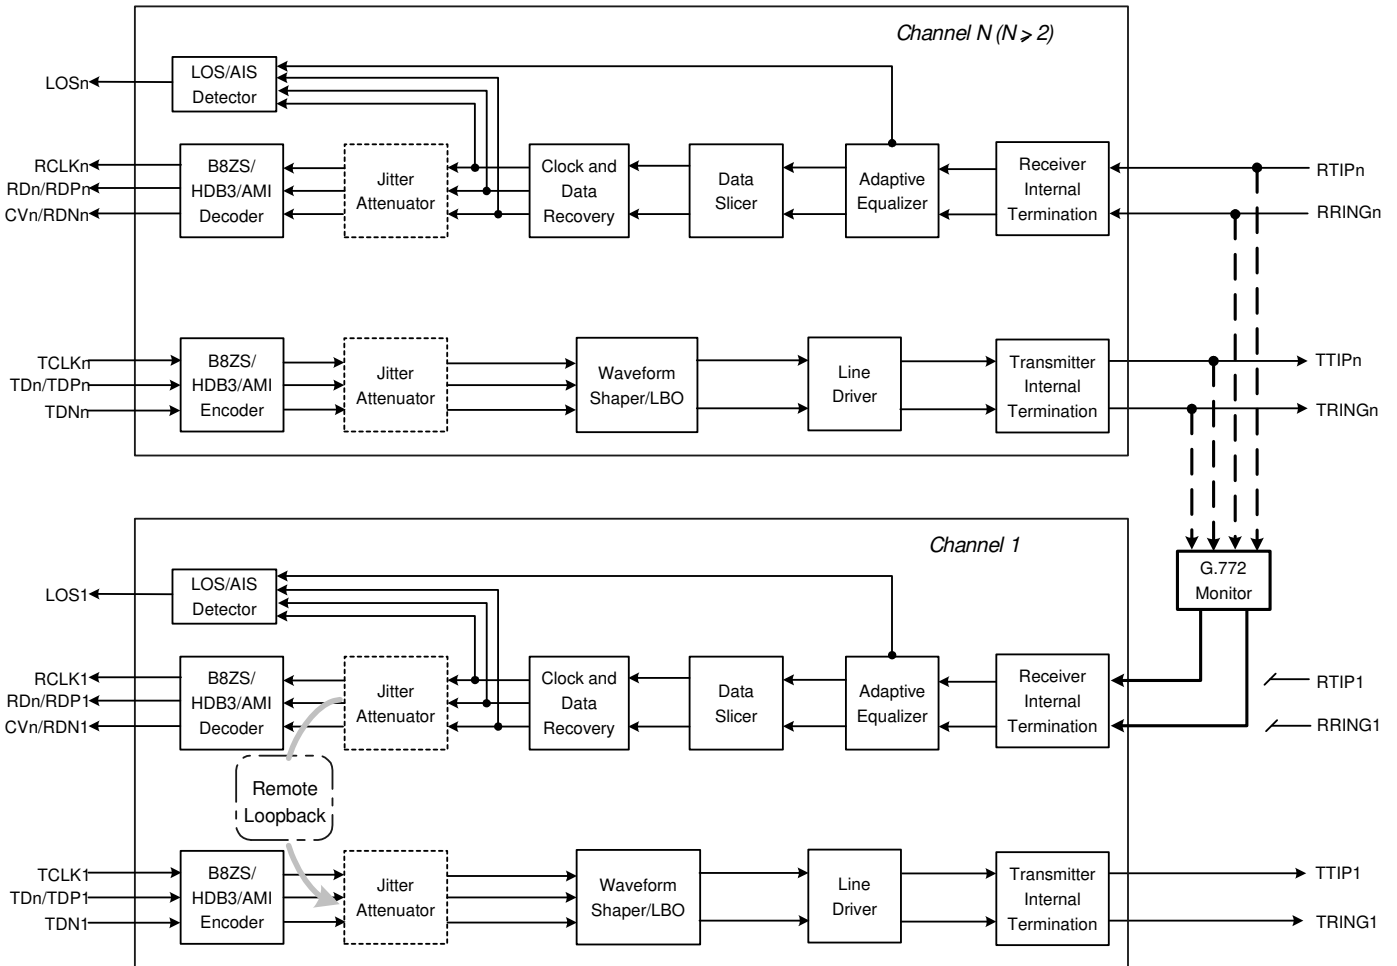 Channel N (N ⩾ 2)
LOSn
LOS/AIS
Detector
RCLKn
RDn/RDPn
CVn/RDNn
B8ZS/
HDB3/AMI
Decoder
Jitter
Attenuator
Clock and
Data
Recovery
Data
Slicer
Adaptive
Equalizer
Receiver
Internal
Termination
RTIPn
RRINGn
TCLKn
TDn/TDPn
TDNn
B8ZS/
HDB3/AMI
Encoder
Jitter
Attenuator
Waveform
Shaper/LBO
Line
Driver
Transmitter
Internal
Termination
TTIPn
TRINGn
Channel 1
G.772
Monitor
LOS1
LOS/AIS
Detector
RCLK1
RDn/RDP1
CVn/RDN1
B8ZS/
HDB3/AMI
Decoder
Jitter
Attenuator
Clock and
Data
Recovery
Data
Slicer
Adaptive
Equalizer
Receiver
Internal
Termination
RTIP1
RRING1
Remote
Loopback
TCLK1
TDn/TDP1
TDN1
B8ZS/
HDB3/AMI
Encoder
Jitter
Attenuator
Waveform
Shaper/LBO
Line
Driver
Transmitter
Internal
Termination
TTIP1
TRING1